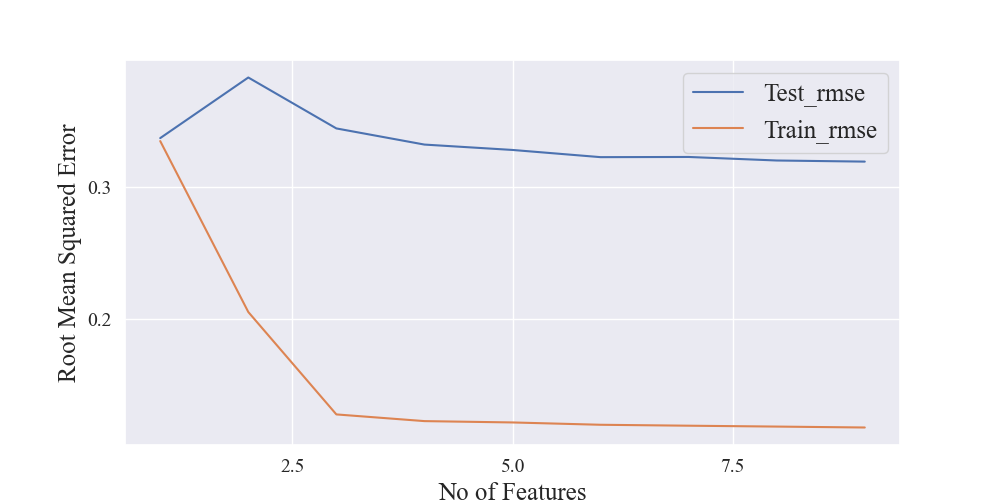 Test_rmse
Train_rmse
Root Mean Squared Error
0.3
0.2
2.5
5.0
7.5
No of Features